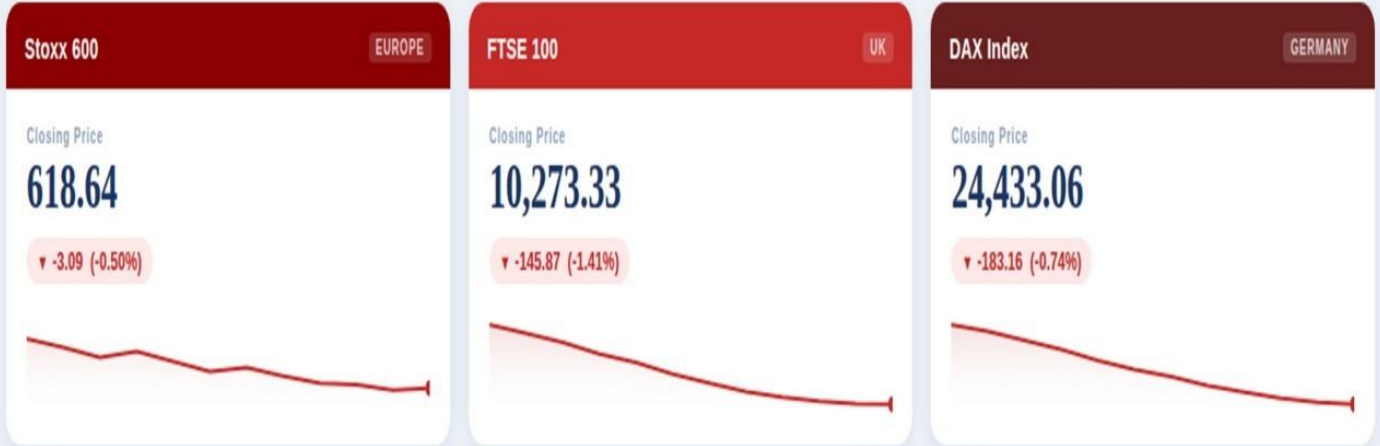 Stoxx 600
EUROPE
Closing Price
618.64
▼ -3.09 (-0.50%)
FTSE 100
UK
Closing Price
10,273.33
▼ -145.87 (-1.41%)
DAX Index
GERMANY
Closing Price
24,433.06
▼ -183.16 (-0.74%)